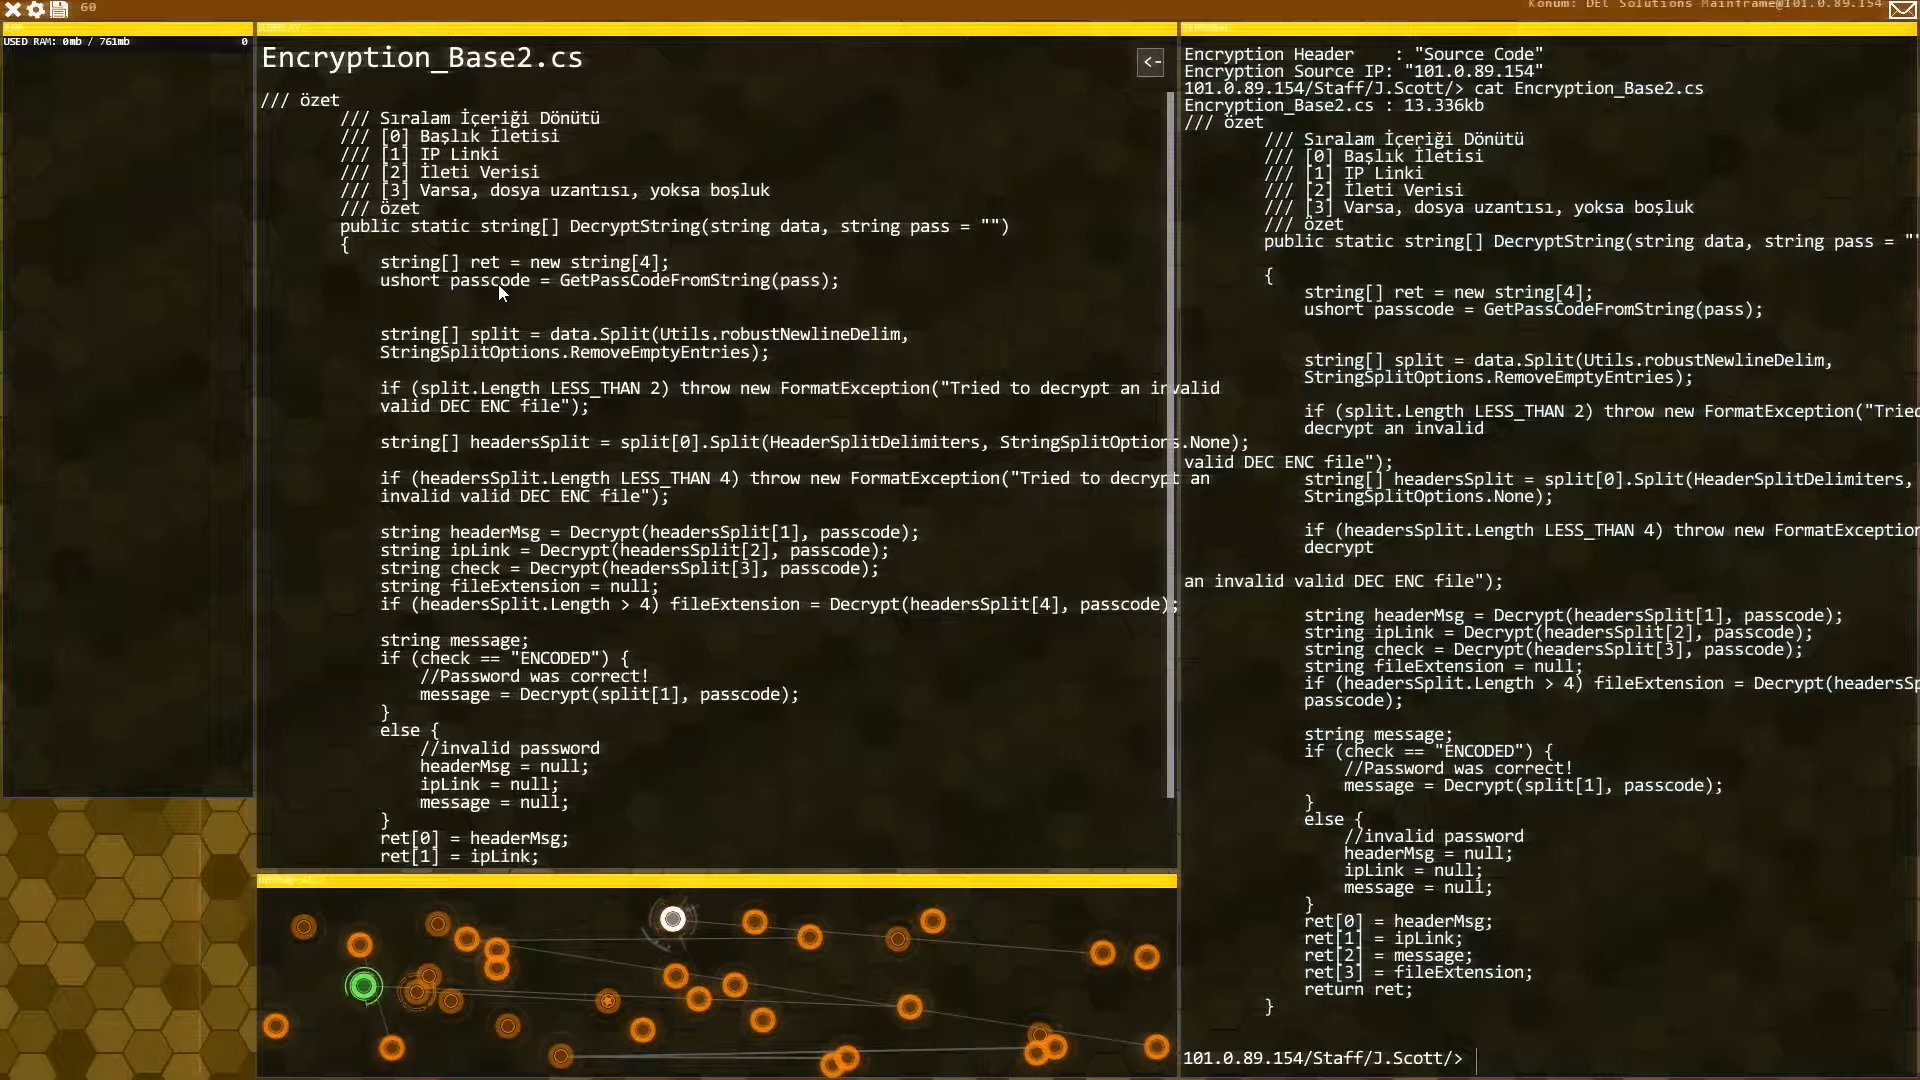 60
Konum: DEC Solutions Mainframe@101.0.89.154
USED RAM: 0mb / 761mb 0
Encryption_Base2.cs
<-
/// özet
/// Sıralam İçeriği Dönütü
/// [0] Başlık İletisi
/// [1] IP Linki
/// [2] İleti Verisi
/// [3] Varsa, dosya uzantısı, yoksa boşluk
/// özet
public static string[] DecryptString(string data, string pass = "")
{
string[] ret = new string[4];
ushort passcode = GetPassCodeFromString(pass);
string[] split = data.Split(Utils.robustNewlineDelim,
StringSplitOptions.RemoveEmptyEntries);
if (split.Length LESS_THAN 2) throw new FormatException("Tried to decrypt an invalid
valid DEC ENC file");
string[] headersSplit = split[0].Split(HeaderSplitDelimiters, StringSplitOptions.None);
if (headersSplit.Length LESS_THAN 4) throw new FormatException("Tried to decrypt an
invalid valid DEC ENC file");
string headerMsg = Decrypt(headersSplit[1], passcode);
string ipLink = Decrypt(headersSplit[2], passcode);
string check = Decrypt(headersSplit[3], passcode);
string fileExtension = null;
if (headersSplit.Length > 4) fileExtension = Decrypt(headersSplit[4], passcode);
string message;
if (check == "ENCODED") {
//Password was correct!
message = Decrypt(split[1], passcode);
}
else {
//invalid password
headerMsg = null;
ipLink = null;
message = null;
}
ret[0] = headerMsg;
ret[1] = ipLink;
Encryption Header : "Source Code"
Encryption Source IP: "101.0.89.154"
101.0.89.154/Staff/J.Scott/> cat Encryption_Base2.cs
Encryption_Base2.cs : 13.336kb
/// özet
/// Sıralam İçeriği Dönütü
/// [0] Başlık İletisi
/// [1] IP Linki
/// [2] İleti Verisi
/// [3] Varsa, dosya uzantısı, yoksa boşluk
/// özet
public static string[] DecryptString(string data, string pass = "
{
string[] ret = new string[4];
ushort passcode = GetPassCodeFromString(pass);
string[] split = data.Split(Utils.robustNewlineDelim,
StringSplitOptions.RemoveEmptyEntries);
if (split.Length LESS_THAN 2) throw new FormatException("Tried
decrypt an invalid
valid DEC ENC file");
string[] headersSplit = split[0].Split(HeaderSplitDelimiters,
StringSplitOptions.None);
if (headersSplit.Length LESS_THAN 4) throw new FormatException
decrypt
an invalid valid DEC ENC file");
string headerMsg = Decrypt(headersSplit[1], passcode);
string ipLink = Decrypt(headersSplit[2], passcode);
string check = Decrypt(headersSplit[3], passcode);
string fileExtension = null;
if (headersSplit.Length > 4) fileExtension = Decrypt(headersSp
passcode);
string message;
if (check == "ENCODED") {
//Password was correct!
message = Decrypt(split[1], passcode);
}
else {
//invalid password
headerMsg = null;
ipLink = null;
message = null;
}
ret[0] = headerMsg;
ret[1] = ipLink;
ret[2] = message;
ret[3] = fileExtension;
return ret;
}
101.0.89.154/Staff/J.Scott/>